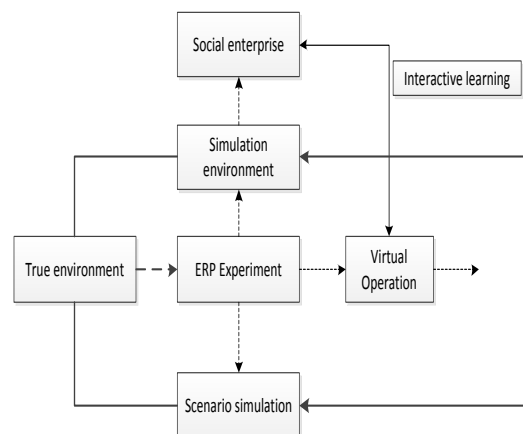 Social enterprise
Interactive learning
Simulation
environment
True environment
ERP Experiment
Virtual
Operation
Scenario simulation